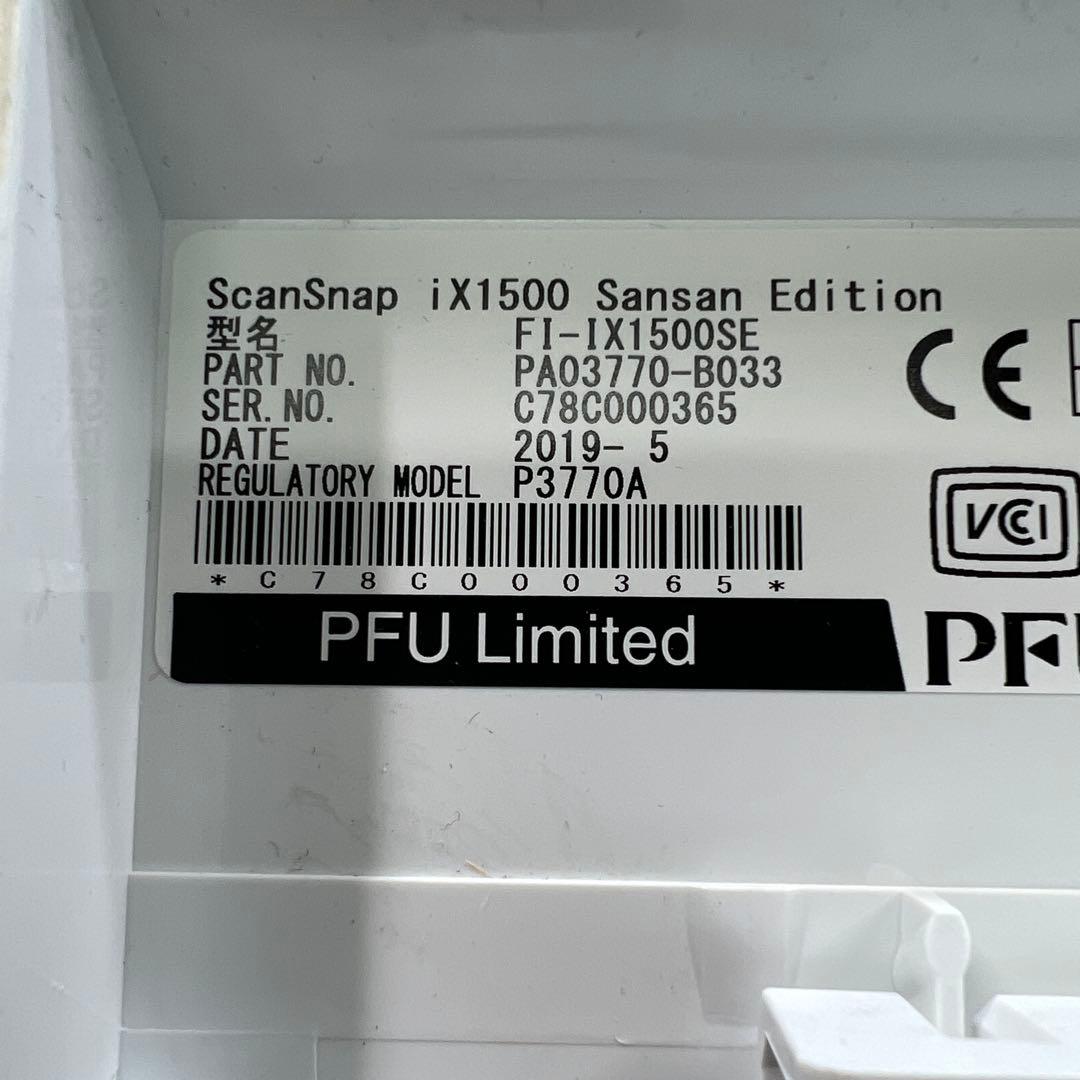 ScanSnap iX1500 Sansan Edition
型名 FI-IX1500SE
PART NO. PA03770-B033
SER.NO. C78C000365
DATE 2019- 5
REGULATORY MODEL P3770A
*C78C000365*
PFU Limited
CE
VCI
PFU